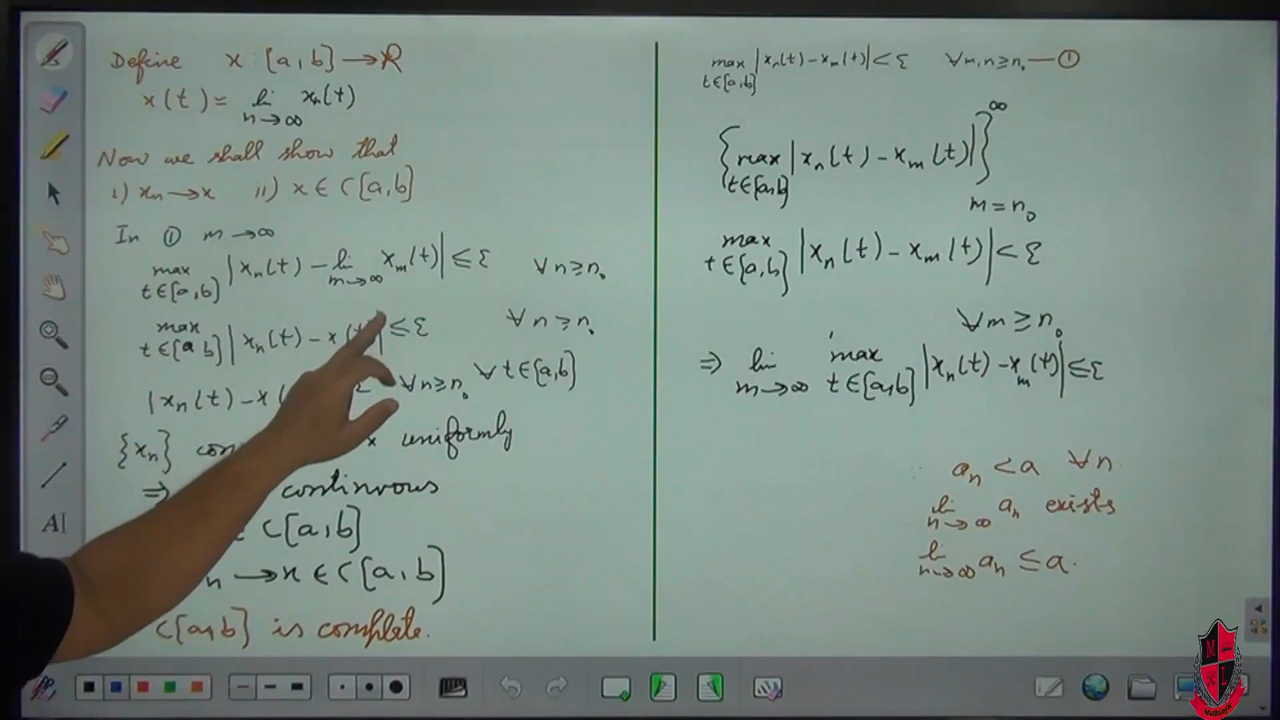 Define x : [a,b] → R
x(t) = lim n→∞ xn(t)
Now we shall show that
i) xn → x ii) x ∈ C[a,b]
In ① m→∞
max t∈[a,b] |xn(t) − lim m→∞ xm(t)| ≤ ε ∀ n≥n₀
max t∈[a,b] |xn(t) − x(t)| ≤ ε ∀ n≥n₀
|xn(t) − x( ∀n≥n₀ ∀ t∈[a,b]
{xn} con x uniformly
⇒ continuous
∈ C[a,b]
n → x ∈ C[a,b]
C[a,b] is complete.
max t∈[a,b] |xn(t) − xm(t)| < ε ∀m,n≥n₀ —①
{max t∈[a,b] |xn(t) − xm(t)|}∞ m=n₀
max t∈[a,b] |xn(t) − xm(t)| < ε
∀m ≥ n₀
⇒ lim m→∞ max t∈[a,b] |xn(t) − xm(t)| ≤ ε
an < a ∀n.
lim n→∞ an exists
lim n→∞ an ≤ a.
A